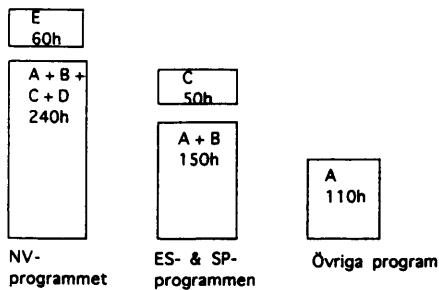 E
60h
A + B +
C + D
240h
NV-
programmet
C
50h
A + B
150h
ES- & SP-
programmen
A
110h
Övriga program